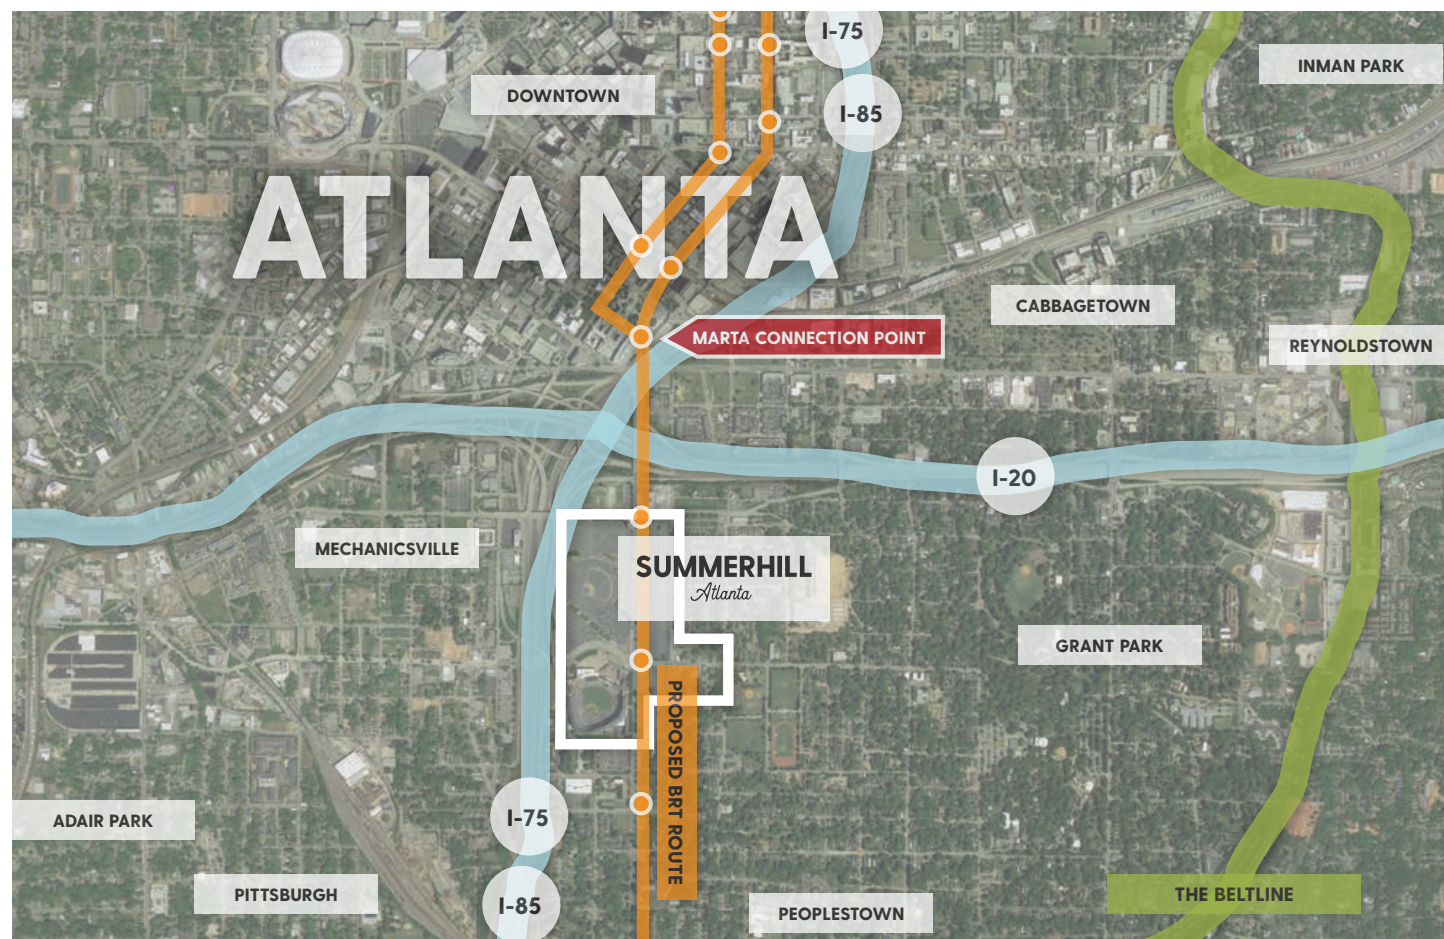 I-75
INMAN PARK
DOWNTOWN
I-85
ATLANTA
CABBAGETOWN
MARTA CONNECTION POINT
REYNOLDSTOWN
I-20
MECHANICSVILLE
SUMMERHILL
Atlanta
GRANT PARK
PROPOSED BRT ROUTE
I-75
ADAIR PARK
PITTSBURGH
I-85
PEOPLESTOWN
THE BELTLINE